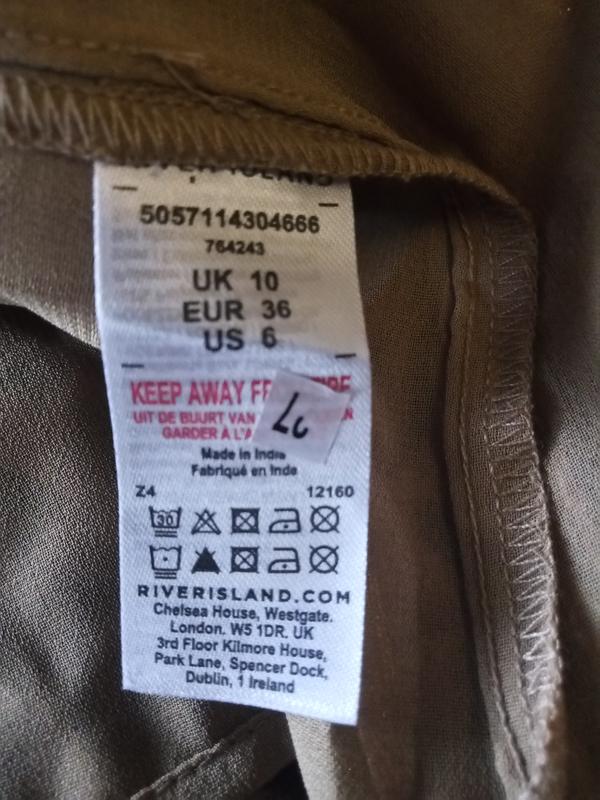 5057114304666
764243
UK 10
EUR 36
US 6
KEEP AWAY
UIT DE BUURT VAN
GARDER À
Made in India
Fabriqué en Inde
Z4 12160
30
RIVERISLAND.COM
Chelsea House, Westgate.
London. W5 1DR. UK
3rd Floor Kilmore House,
Park Lane, Spencer Dock,
Dublin, 1 Ireland